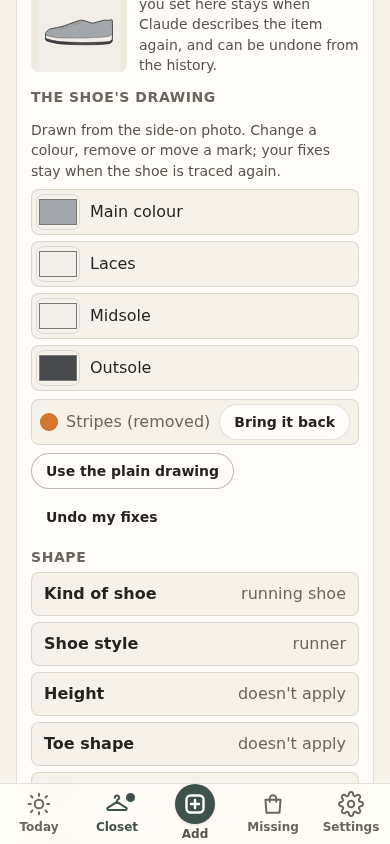 you set here stays when
Claude describes the item
again, and can be undone from
the history.
THE SHOE'S DRAWING
Drawn from the side-on photo. Change a
colour, remove or move a mark; your fixes
stay when the shoe is traced again.
Main colour
Laces
Midsole
Outsole
Stripes (removed) Bring it back
Use the plain drawing
Undo my fixes
SHAPE
Kind of shoe running shoe
Shoe style runner
Height doesn't apply
Toe shape doesn't apply
Today Closet Add Missing Settings